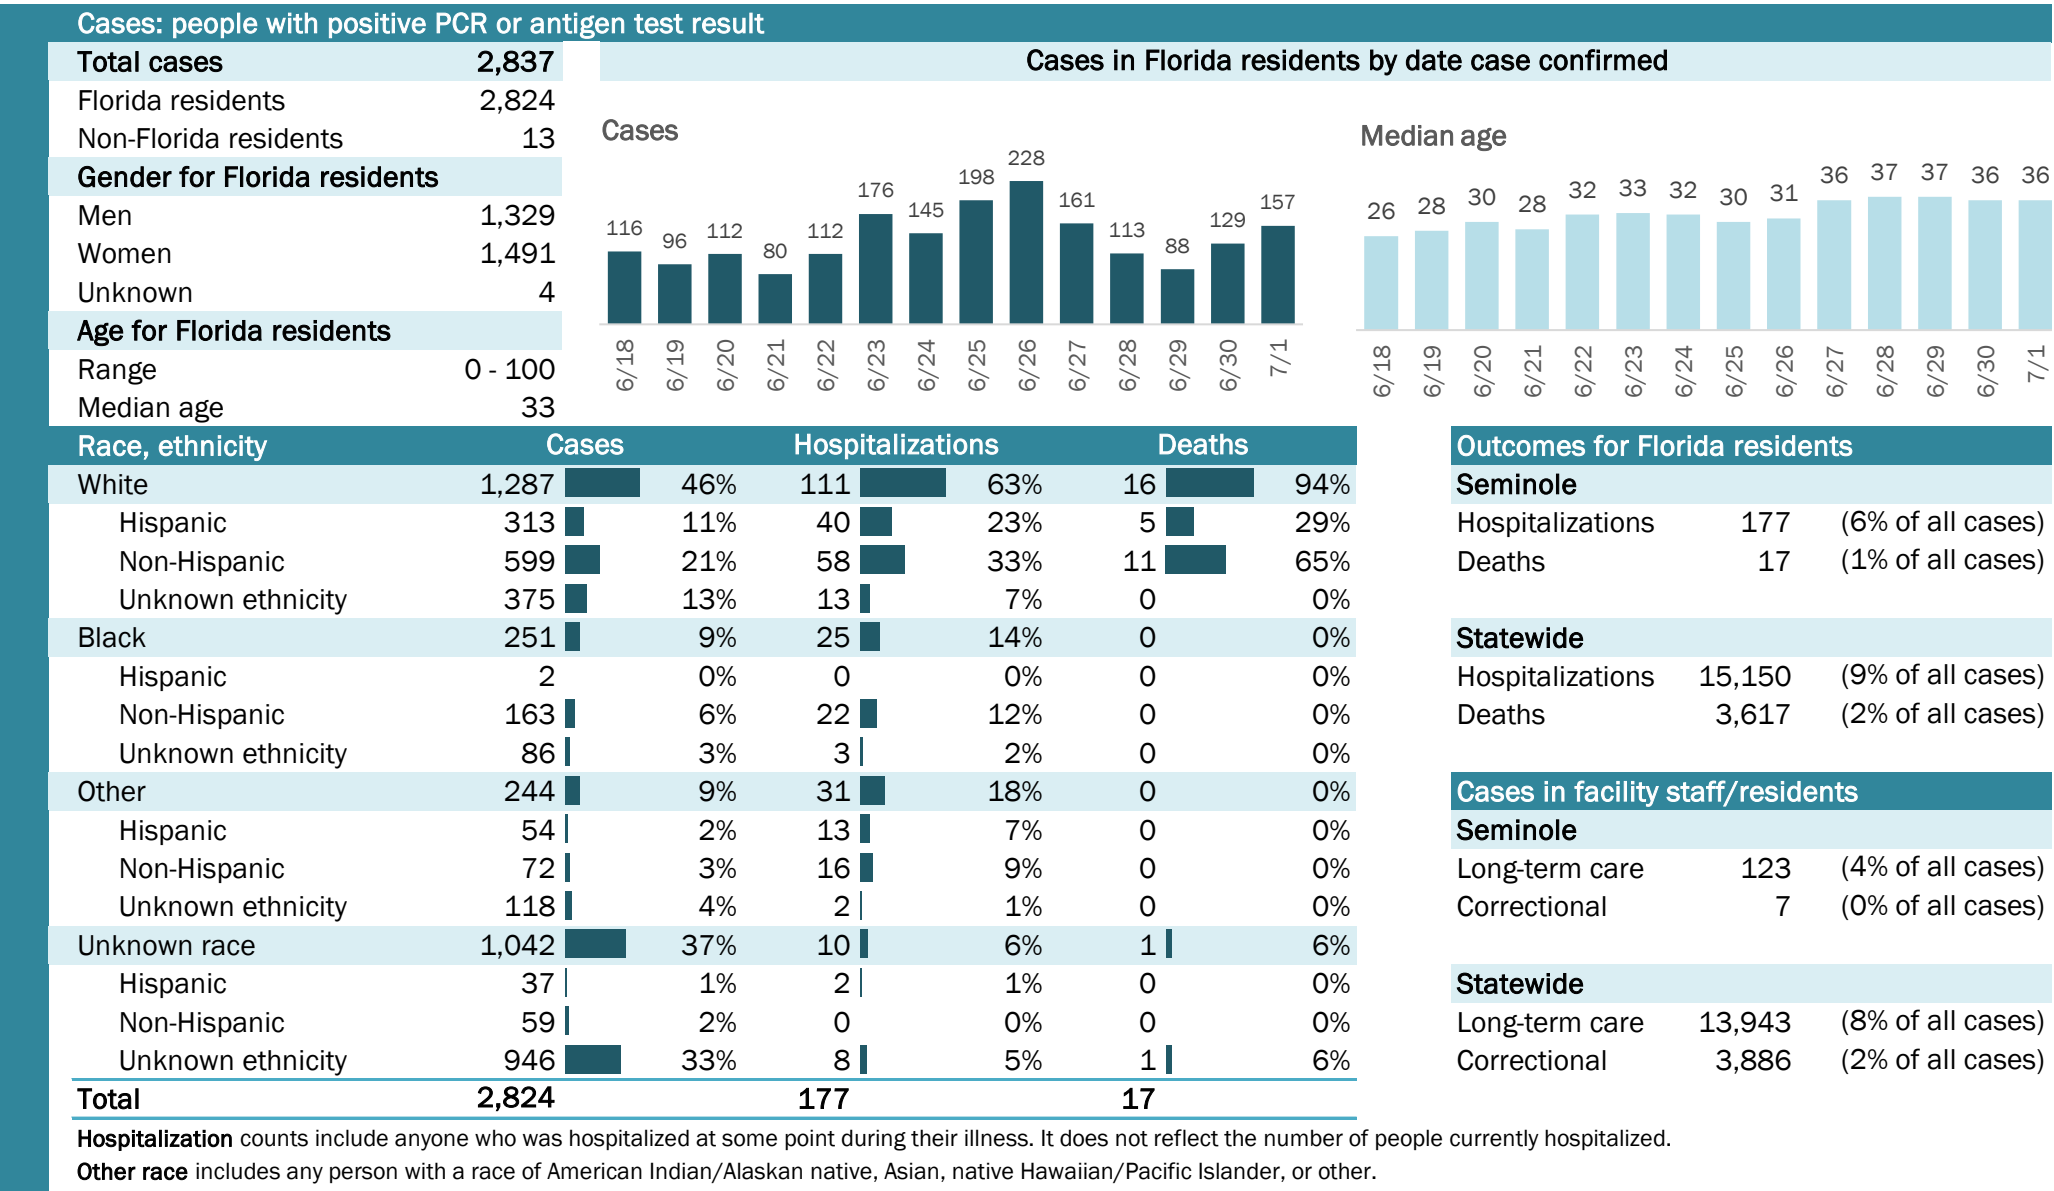 Cases: people with positive PCR or antigen test result
Total cases 2,837
Florida residents 2,824
Non-Florida residents 13
Gender for Florida residents
Men 1,329
Women 1,491
Unknown 4
Age for Florida residents
Range 0 - 100
Median age 33
Cases in Florida residents by date case confirmed
Cases
116 96 112 80 112 176 145 198 228 161 113 88 129 157
6/18 6/19 6/20 6/21 6/22 6/23 6/24 6/25 6/26 6/27 6/28 6/29 6/30 7/1
Median age
26 28 30 28 32 33 32 30 31 36 37 37 36 36
6/18 6/19 6/20 6/21 6/22 6/23 6/24 6/25 6/26 6/27 6/28 6/29 6/30 7/1
Race, ethnicity Cases Hospitalizations Deaths
White 1,287 46% 111 63% 16 94%
Hispanic 313 11% 40 23% 5 29%
Non-Hispanic 599 21% 58 33% 11 65%
Unknown ethnicity 375 13% 13 7% 0 0%
Black 251 9% 25 14% 0 0%
Hispanic 2 0% 0 0% 0 0%
Non-Hispanic 163 6% 22 12% 0 0%
Unknown ethnicity 86 3% 3 2% 0 0%
Other 244 9% 31 18% 0 0%
Hispanic 54 2% 13 7% 0 0%
Non-Hispanic 72 3% 16 9% 0 0%
Unknown ethnicity 118 4% 2 1% 0 0%
Unknown race 1,042 37% 10 6% 1 6%
Hispanic 37 1% 2 1% 0 0%
Non-Hispanic 59 2% 0 0% 0 0%
Unknown ethnicity 946 33% 8 5% 1 6%
Total 2,824 177 17
Outcomes for Florida residents
Seminole
Hospitalizations 177 (6% of all cases)
Deaths 17 (1% of all cases)
Statewide
Hospitalizations 15,150 (9% of all cases)
Deaths 3,617 (2% of all cases)
Cases in facility staff/residents
Seminole
Long-term care 123 (4% of all cases)
Correctional 7 (0% of all cases)
Statewide
Long-term care 13,943 (8% of all cases)
Correctional 3,886 (2% of all cases)
Hospitalization counts include anyone who was hospitalized at some point during their illness. It does not reflect the number of people currently hospitalized.
Other race includes any person with a race of American Indian/Alaskan native, Asian, native Hawaiian/Pacific Islander, or other.